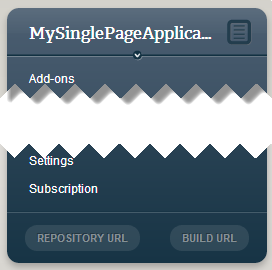 MySinglePageApplica...
Add-ons
Settings
Subscription
REPOSITORY URL
BUILD URL